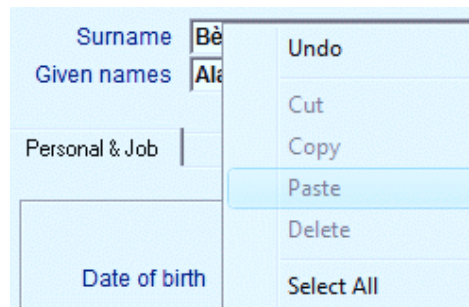 Surname Bè
Given names Ala
Personal & Job
Date of birth
Undo
Cut
Copy
Paste
Delete
Select All